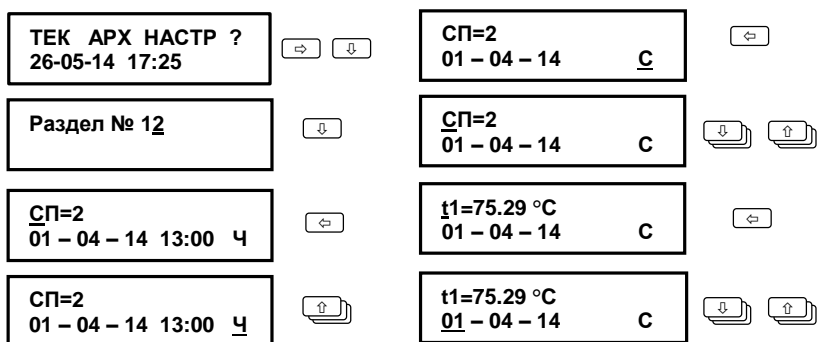 ТЕК АРХ НАСТР ?
26-05-14 17:25
Раздел № 12
СП=2
01 – 04 – 14 13:00 Ч
СП=2
01 – 04 – 14 13:00 Ч
СП=2
01 – 04 – 14 С
СП=2
01 – 04 – 14 С
t1=75.29 °C
01 – 04 – 14 С
t1=75.29 °C
01 – 04 – 14 С